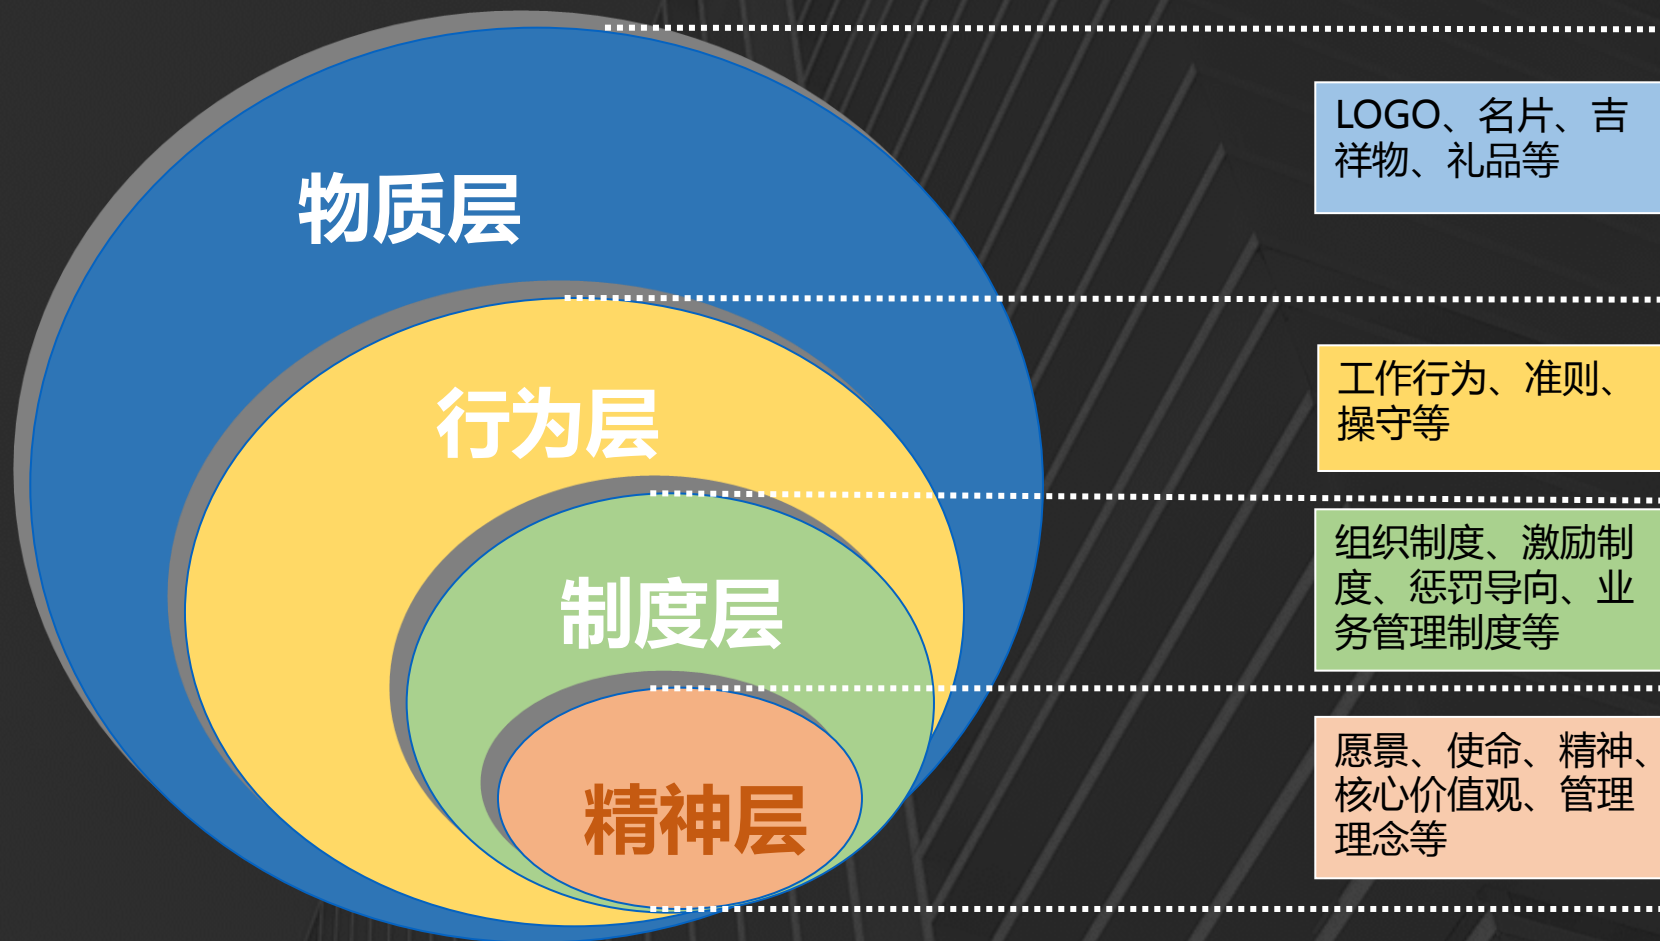 物质层
LOGO、名片、吉
祥物、礼品等
行为层
工作行为、准则、
操守等
制度层
组织制度、激励制
度、惩罚导向、业
务管理制度等
精神层
愿景、使命、精神、
核心价值观、管理
理念等